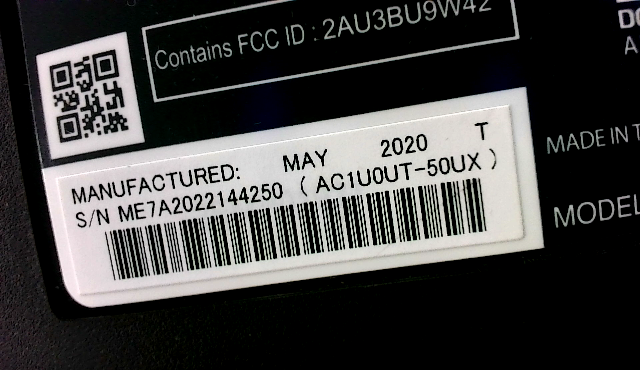 Contains FCC ID : 2AU3BU9W42
MANUFACTURED: MAY 2020 T
S/N ME7A2022144250 ( AC1U0UT-50UX )
MADE IN
MODEL